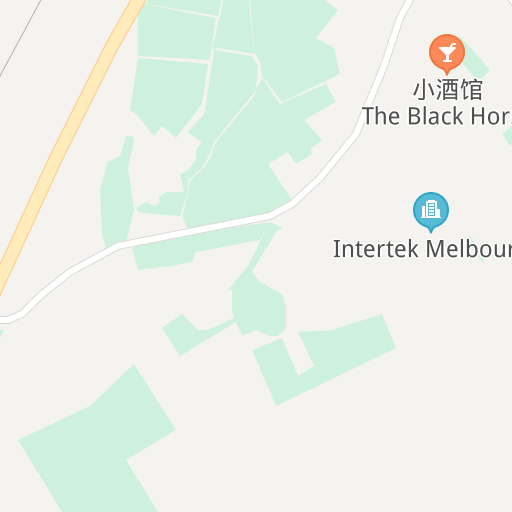 小酒馆
The Black Hor
Intertek Melbour